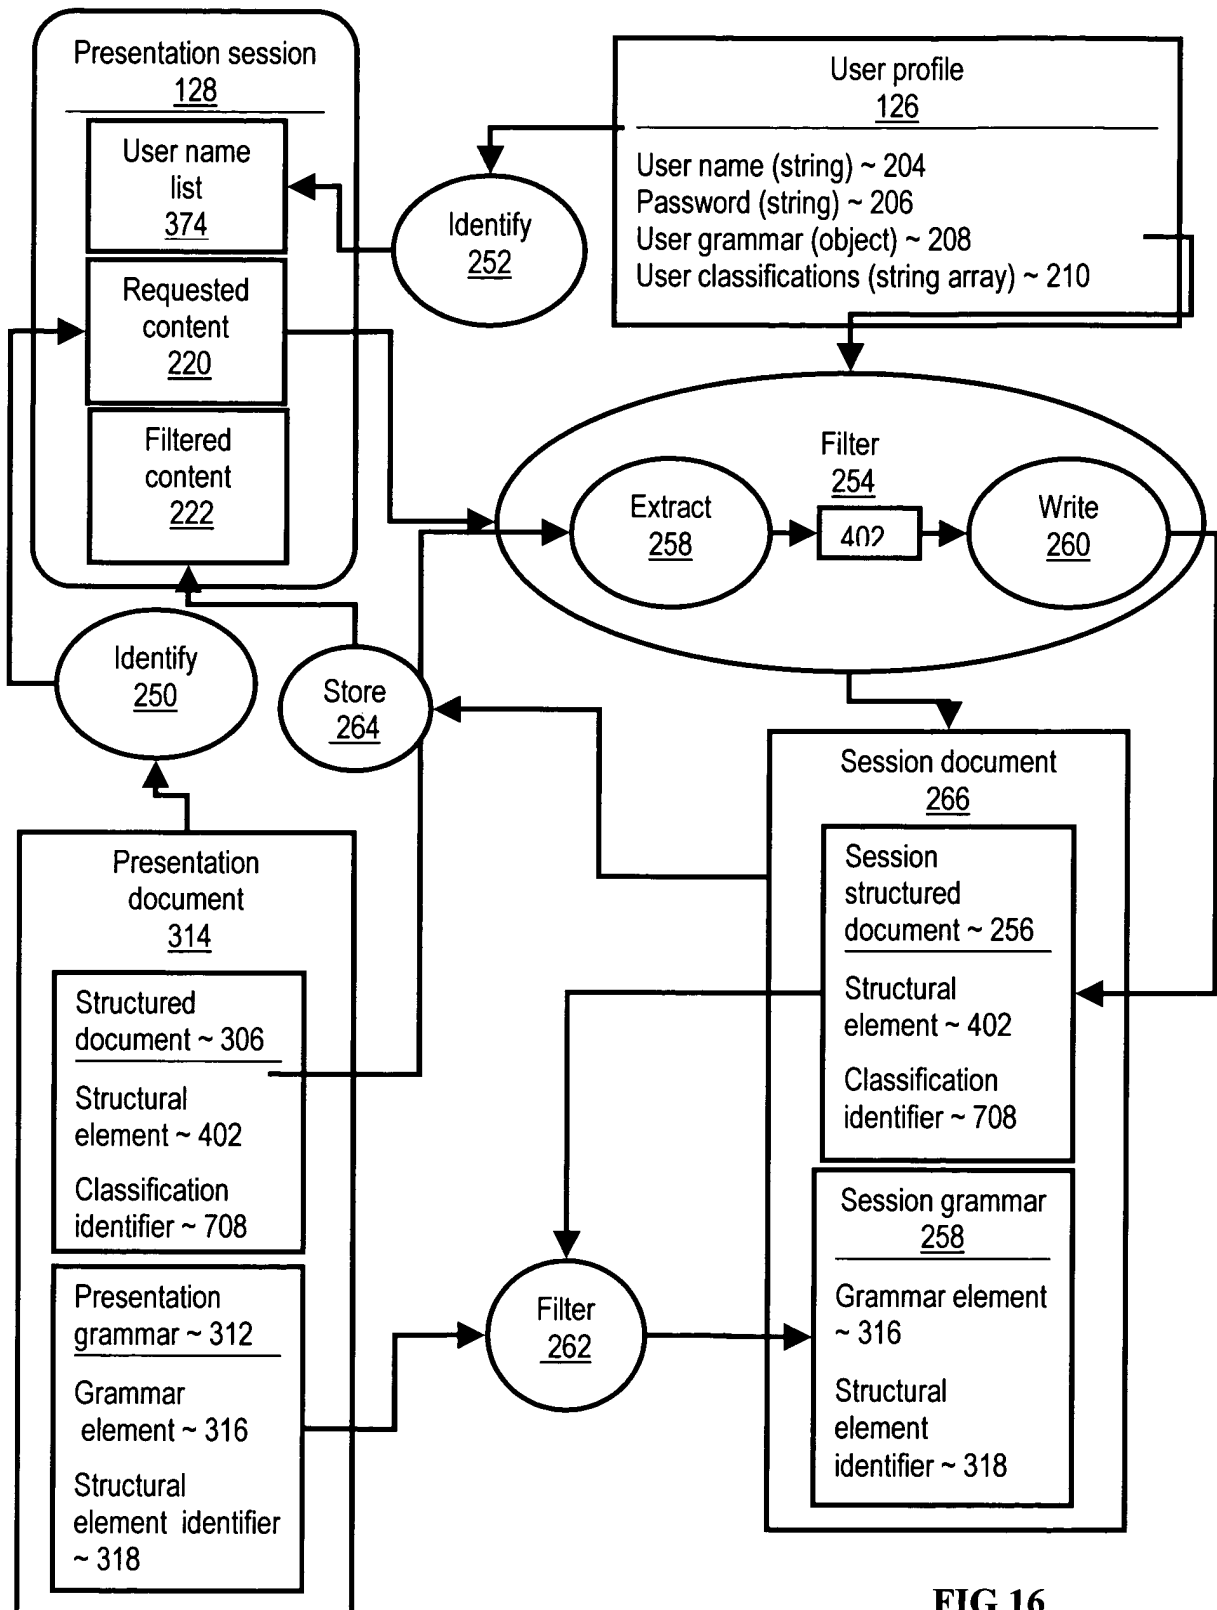 Presentation session
128
User name
list
374
Requested
content
220
Filtered
content
222
User profile
126
User name (string) ~ 204
Password (string) ~ 206
User grammar (object) ~ 208
User classifications (string array) ~ 210
Identify
252
Filter
254
Extract
258
402
Write
260
Identify
250
Store
264
Presentation
document
314
Structured
document ~ 306
Structural
element ~ 402
Classification
identifier ~ 708
Presentation
grammar ~ 312
Grammar
element ~ 316
Structural
element identifier
~ 318
Filter
262
Session document
266
Session
structured
document ~ 256
Structural
element ~ 402
Classification
identifier ~ 708
Session grammar
258
Grammar element
~ 316
Structural
element
identifier ~ 318
FIG 16